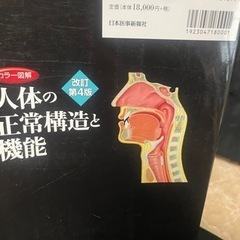 定価(本体18,000円+税)
日本医事新報社
1923047180001
カラー図解
改訂
第4版
人体の
正常構造と
機能